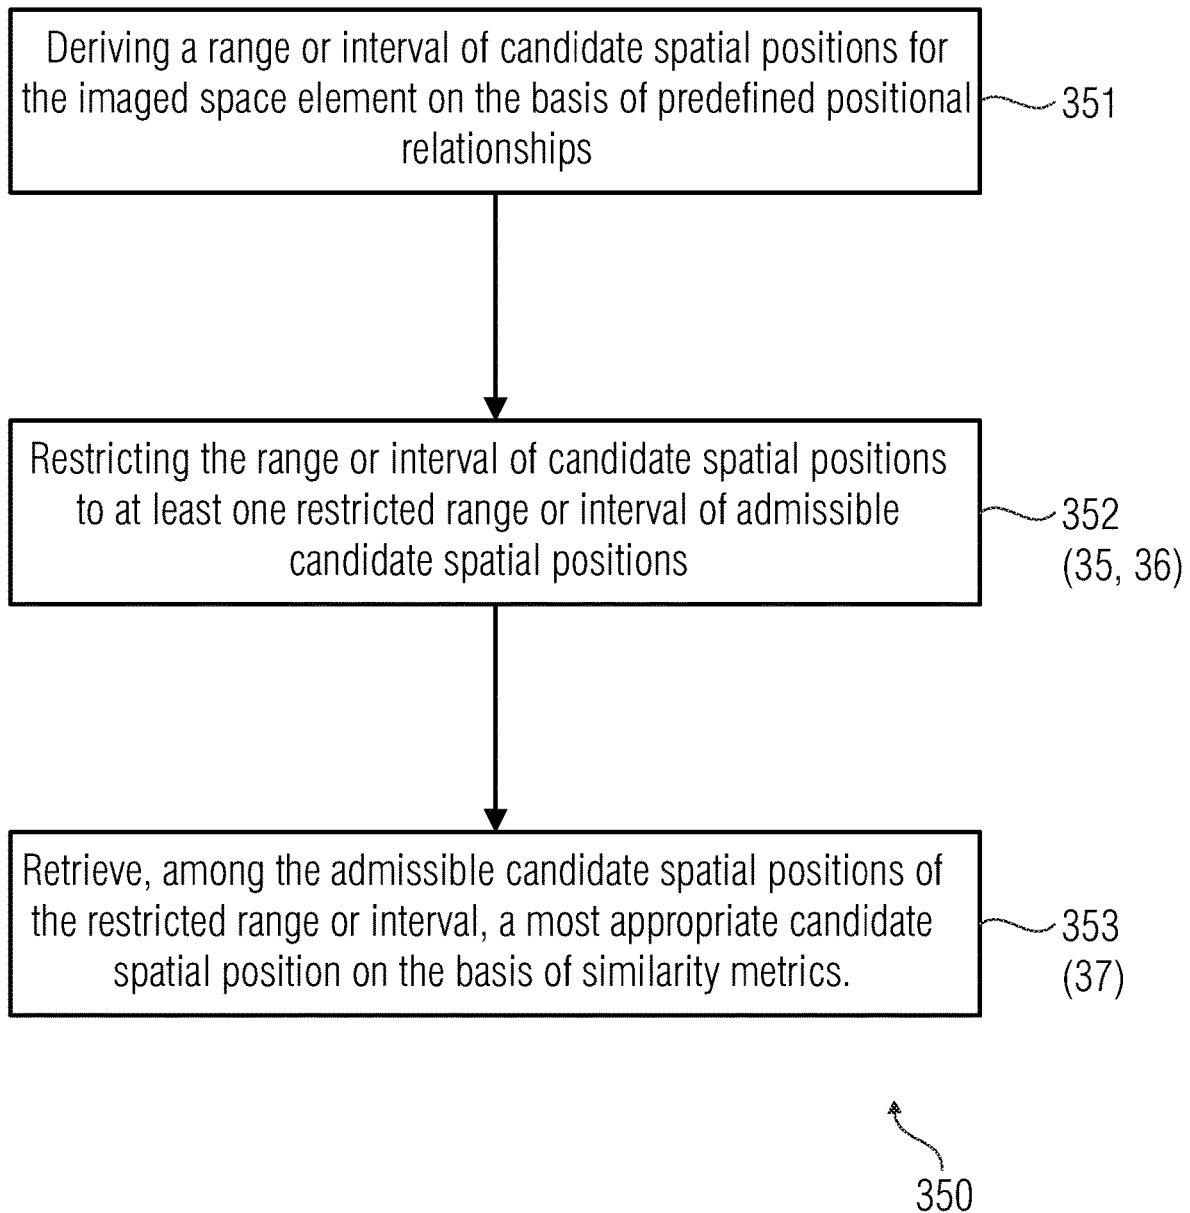 Deriving a range or interval of candidate spatial positions for
the imaged space element on the basis of predefined positional
relationships
351
Restricting the range or interval of candidate spatial positions
to at least one restricted range or interval of admissible
candidate spatial positions
352
(35, 36)
Retrieve, among the admissible candidate spatial positions of
the restricted range or interval, a most appropriate candidate
spatial position on the basis of similarity metrics.
353
(37)
350